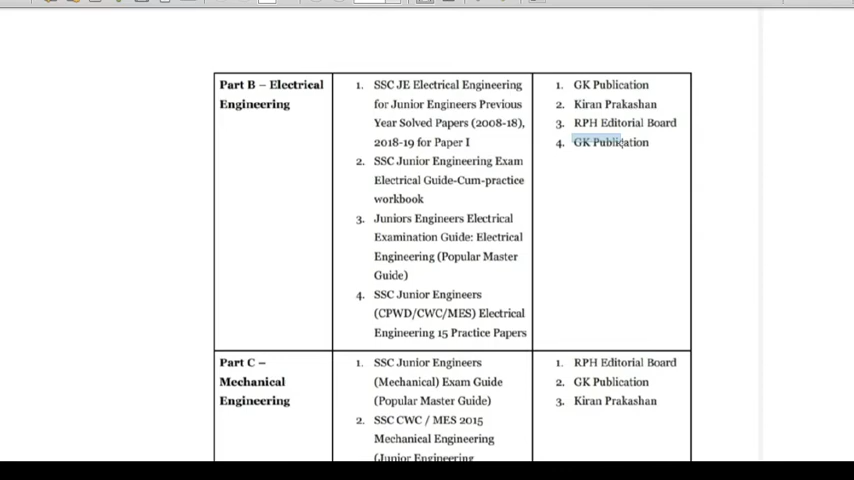 Part B – Electrical
Engineering
1. SSC JE Electrical Engineering
for Junior Engineers Previous
Year Solved Papers (2008-18),
2018-19 for Paper I
2. SSC Junior Engineering Exam
Electrical Guide-Cum-practice
workbook
3. Juniors Engineers Electrical
Examination Guide: Electrical
Engineering (Popular Master
Guide)
4. SSC Junior Engineers
(CPWD/CWC/MES) Electrical
Engineering 15 Practice Papers
1. GK Publication
2. Kiran Prakashan
3. RPH Editorial Board
4. GK Publication
Part C –
Mechanical
Engineering
1. SSC Junior Engineers
(Mechanical) Exam Guide
(Popular Master Guide)
2. SSC CWC / MES 2015
Mechanical Engineering
(Junior Engineering
1. RPH Editorial Board
2. GK Publication
3. Kiran Prakashan